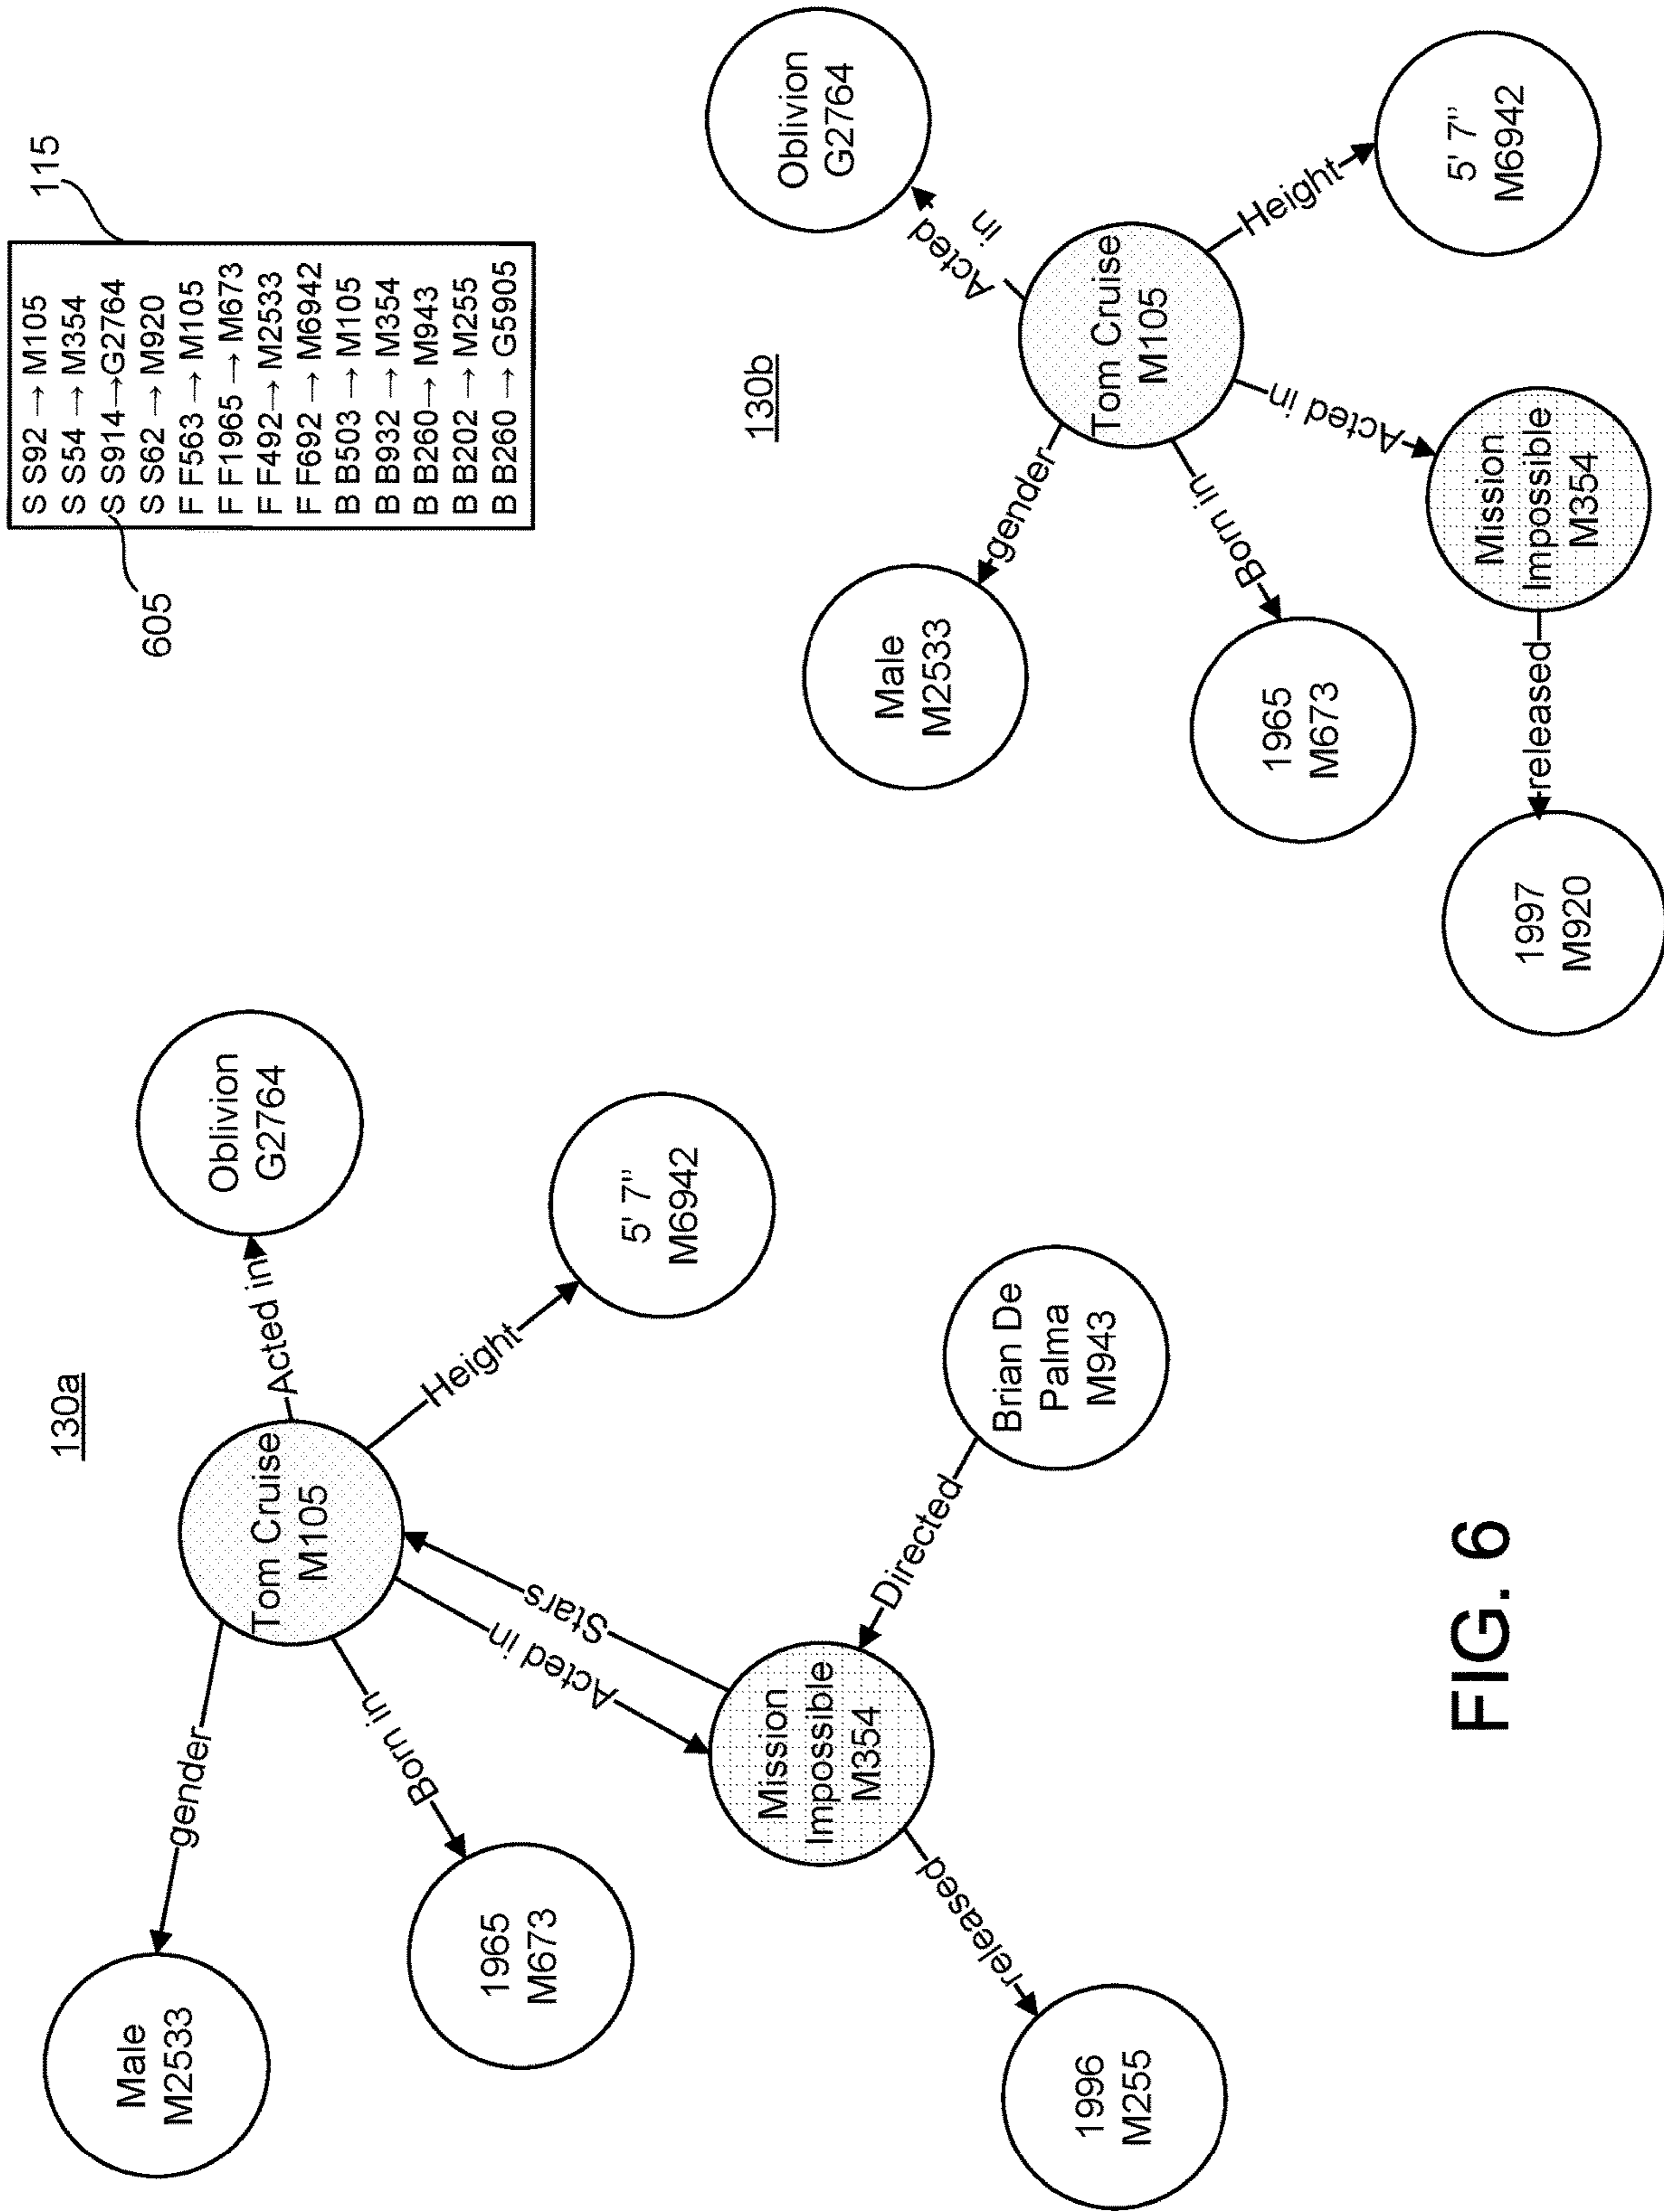 130a
Male
M2533
gender
Tom Cruise
M105
Acted in
Oblivion
G2764
Height
5' 7"
M6942
Born in
1965
M673
Acted in
Stars
Mission
Impossible
M354
Directed
Brian De
Palma
M943
released
1996
M255
115
605
S S92 → M105
S S54 → M354
S S914→G2764
S S62 → M920
F F563 → M105
F F1965 → M673
F F492→ M2533
F F692 → M6942
B B503 → M105
B B932 → M354
B B260→ M943
B B202 → M255
B B260 → G5905
130b
Male
M2533
gender
Tom Cruise
M105
Acted
in
Oblivion
G2764
Height
5' 7"
M6942
Born in
1965
M673
Acted in
Mission
Impossible
M354
released
1997
M920
FIG. 6